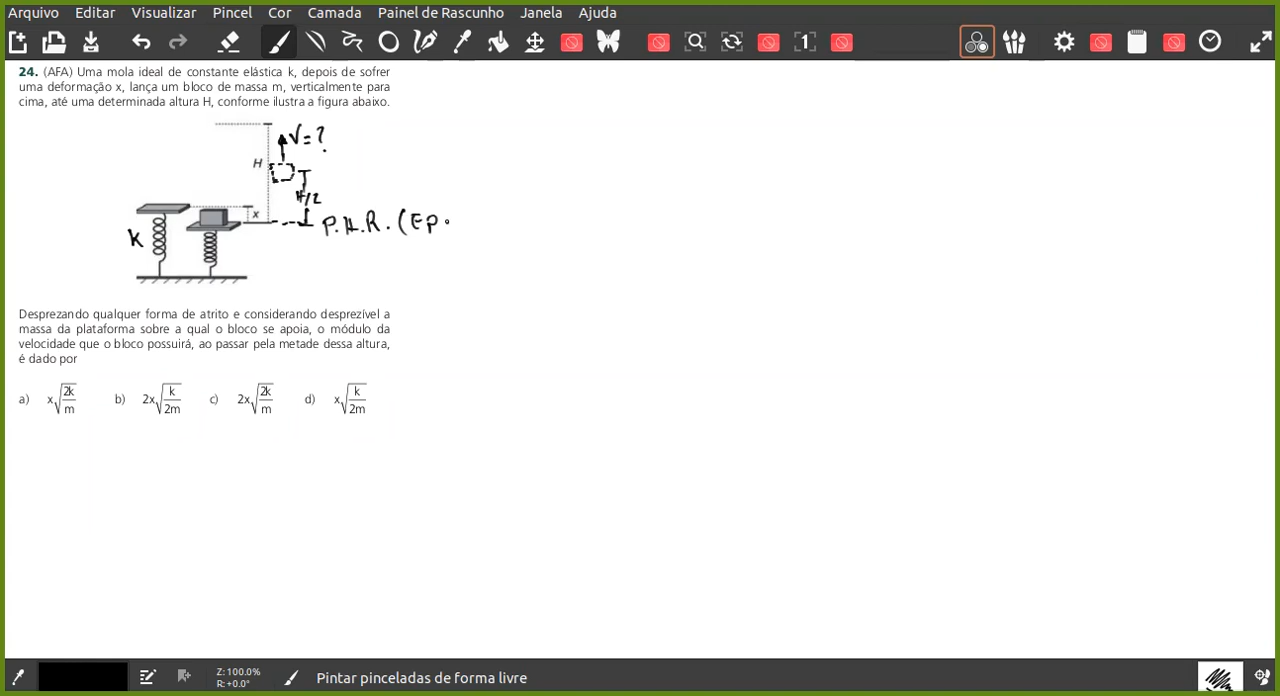 Arquivo Editar Visualizar Pincel Cor Camada Painel de Rascunho Janela Ajuda
24. (AFA) Uma mola ideal de constante elástica k, depois de sofrer
uma deformação x, lança um bloco de massa m, verticalmente para
cima, até uma determinada altura H, conforme ilustra a figura abaixo.
V = ?
H
H/2
x
K
P.H.R. (Ep
Desprezando qualquer forma de atrito e considerando desprezível a
massa da plataforma sobre a qual o bloco se apoia, o módulo da
velocidade que o bloco possuirá, ao passar pela metade dessa altura,
é dado por
a) x√(2k/m) b) 2x√(k/2m) c) 2x√(2k/m) d) x√(k/2m)
Z: 100.0%
R: +0.0°
Pintar pinceladas de forma livre